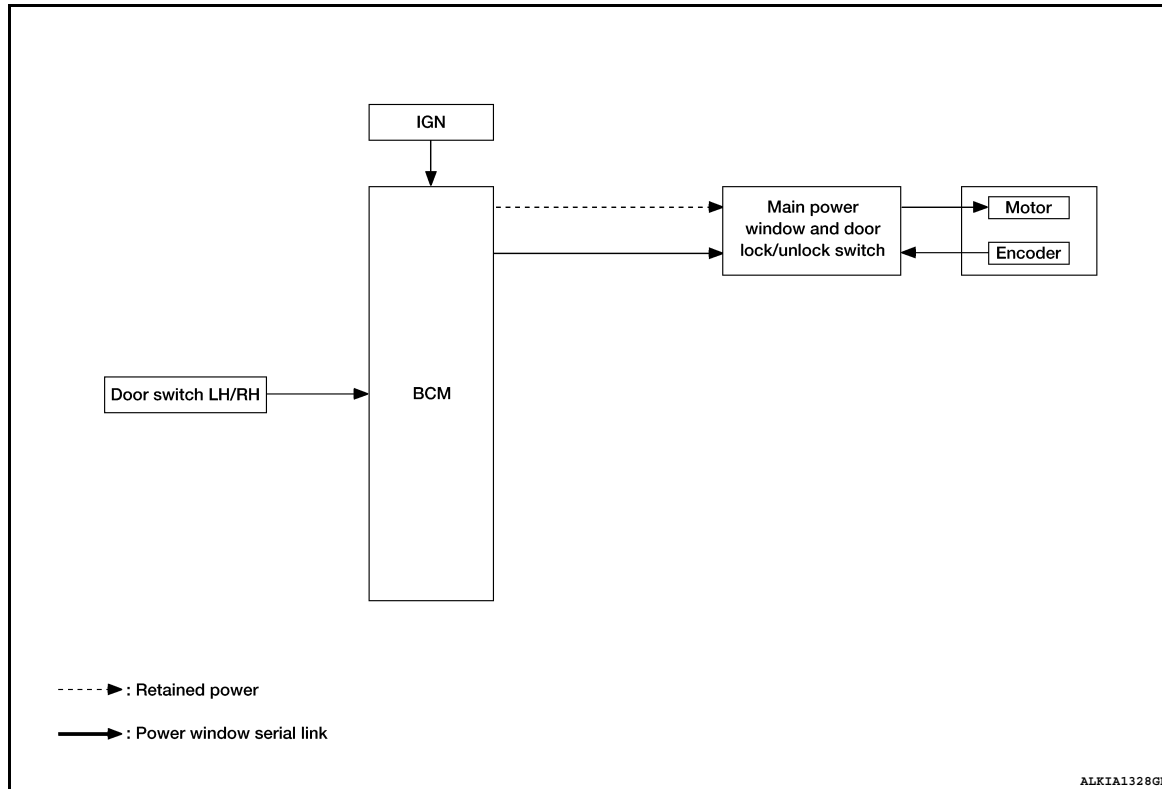 IGN
Main power
window and door
lock/unlock switch
Motor
Encoder
Door switch LH/RH
BCM
: Retained power
: Power window serial link